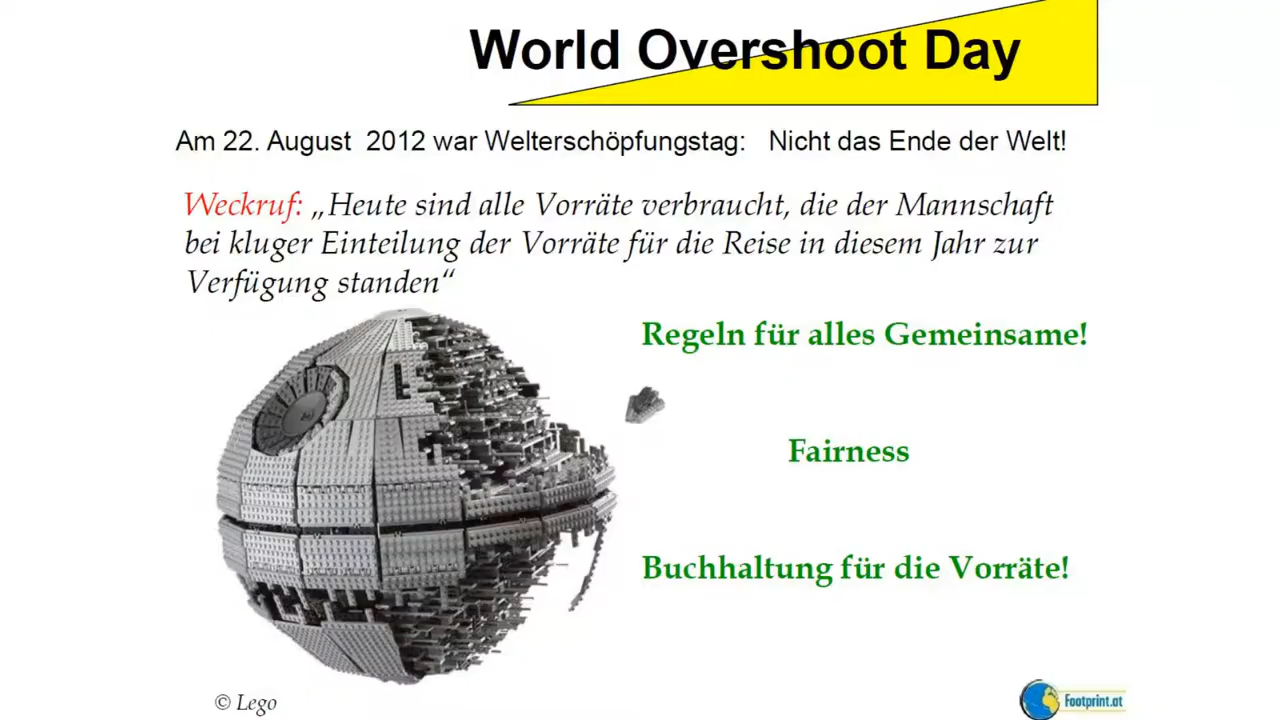 World Overshoot Day
Am 22. August 2012 war Welterschöpfungstag: Nicht das Ende der Welt!
Weckruf: „Heute sind alle Vorräte verbraucht, die der Mannschaft
bei kluger Einteilung der Vorräte für die Reise in diesem Jahr zur
Verfügung standen“
Regeln für alles Gemeinsame!
Fairness
Buchhaltung für die Vorräte!
© Lego
Footprint.at